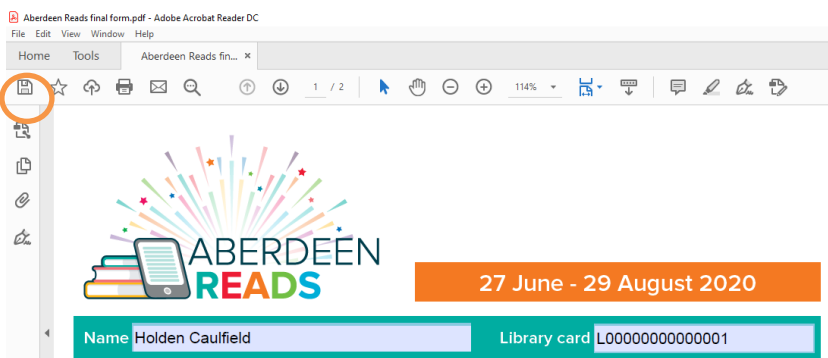 Aberdeen Reads final form.pdf - Adobe Acrobat Reader DC
File Edit View Window Help
Home Tools Aberdeen Reads fin... ×
1 / 2 114%
ABERDEEN
READS
27 June - 29 August 2020
Name Holden Caulfield Library card L00000000000001